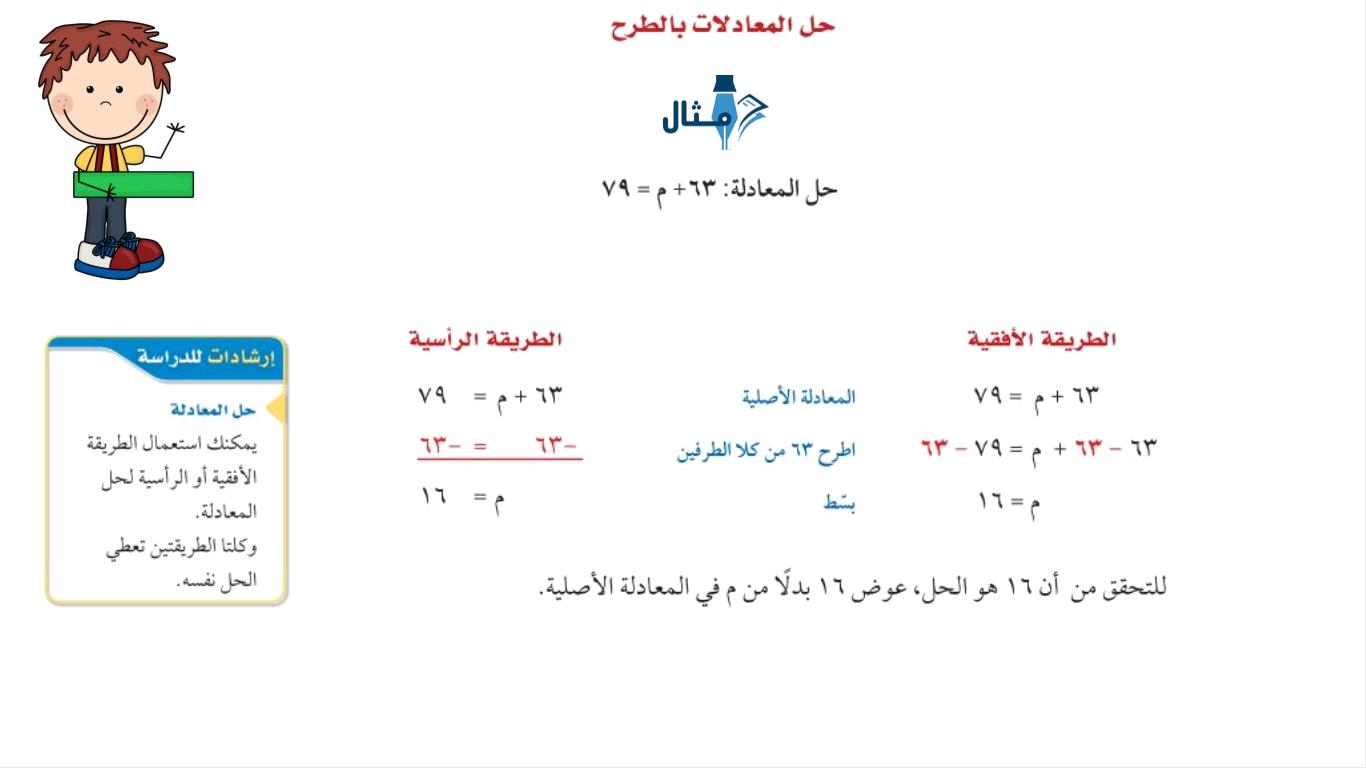 حل المعادلات بالطرح
مثال
حل المعادلة: ٦٣ + م = ٧٩
الطريقة الأفقية
٦٣ + م = ٧٩
٦٣ – ٦٣ + م = ٧٩ – ٦٣
م = ١٦
المعادلة الأصلية
اطرح ٦٣ من كلا الطرفين
بسّط
الطريقة الرأسية
٦٣ + م = ٧٩
–٦٣ = –٦٣
م = ١٦
للتحقق من أن ١٦ هو الحل، عوض ١٦ بدلًا من م في المعادلة الأصلية.
إرشادات للدراسة
حل المعادلة
يمكنك استعمال الطريقة
الأفقية أو الرأسية لحل
المعادلة.
وكلتا الطريقتين تعطي
الحل نفسه.